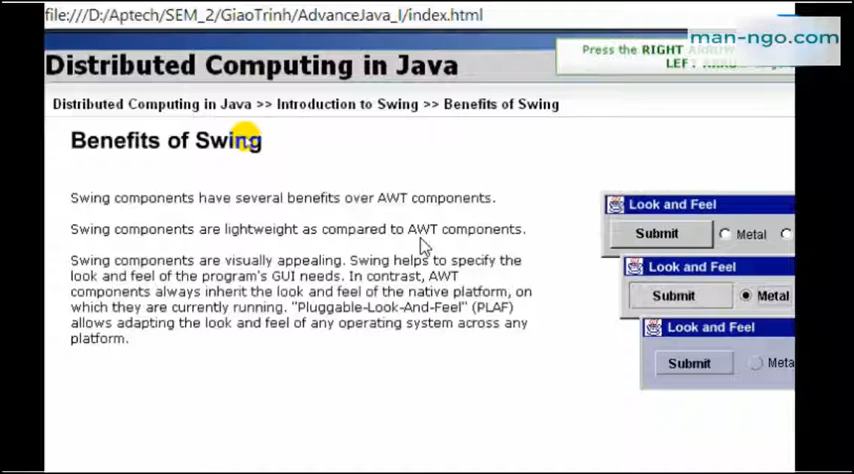 file:///D:/Aptech/SEM_2/GiaoTrinh/AdvanceJava_I/index.html
man-ngo.com
Press the RIGHT ARROW
LEFT
Distributed Computing in Java
Distributed Computing in Java >> Introduction to Swing >> Benefits of Swing
Benefits of Swing
Swing components have several benefits over AWT components.
Swing components are lightweight as compared to AWT components.
Swing components are visually appealing. Swing helps to specify the
look and feel of the program's GUI needs. In contrast, AWT
components always inherit the look and feel of the native platform, on
which they are currently running. "Pluggable-Look-And-Feel" (PLAF)
allows adapting the look and feel of any operating system across any
platform.
Look and Feel
Submit Metal
Look and Feel
Submit Metal
Look and Feel
Submit Meta